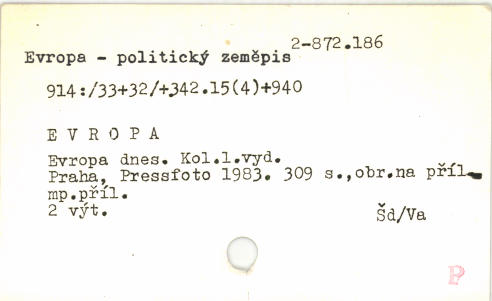 2-872.186
Evropa - politický zeměpis
914:/33+32/+342.15(4)+940
E V R O P A
Evropa dnes. Kol.1.vyd.
Praha, Pressfoto 1983. 309 s.,obr.na příl.
mp.příl.
2 výt.
Šd/Va
P